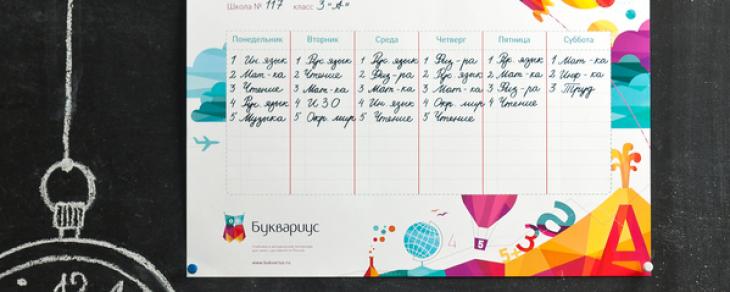 Школа № 117 класс 3 "А"
Понедельник Вторник Среда Четверг Пятница Суббота
1 Ин. язык 1 Рус. язык 1 Рус. язык 1 Физ-ра 1 Рус. язык 1 Мат-ка
2 Мат-ка 2 Чтение 2 Физ-ра 2 Рус. язык 2 Мат-ка 2 Инф-ка
3 Чтение 3 Мат-ка 3 Мат-ка 3 Мат-ка 3 Физ-ра 3 Труд
4 Рус. язык 4 ИЗО 4 Ин. язык 4 Окр. мир 4 Чтение
5 Музыка 5 Окр. мир 5 Чтение 5 Чтение
Буквариус
www.bukvarius.ru
4
5
5+3
а
А
12